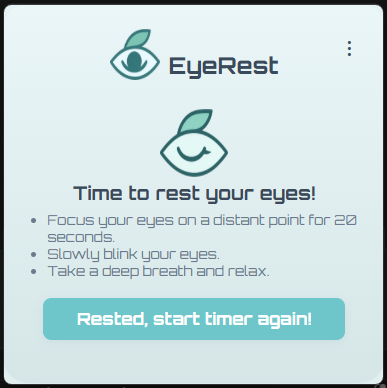 EyeRest
Time to rest your eyes!
Focus your eyes on a distant point for 20
seconds.
Slowly blink your eyes.
Take a deep breath and relax.
Rested, start timer again!